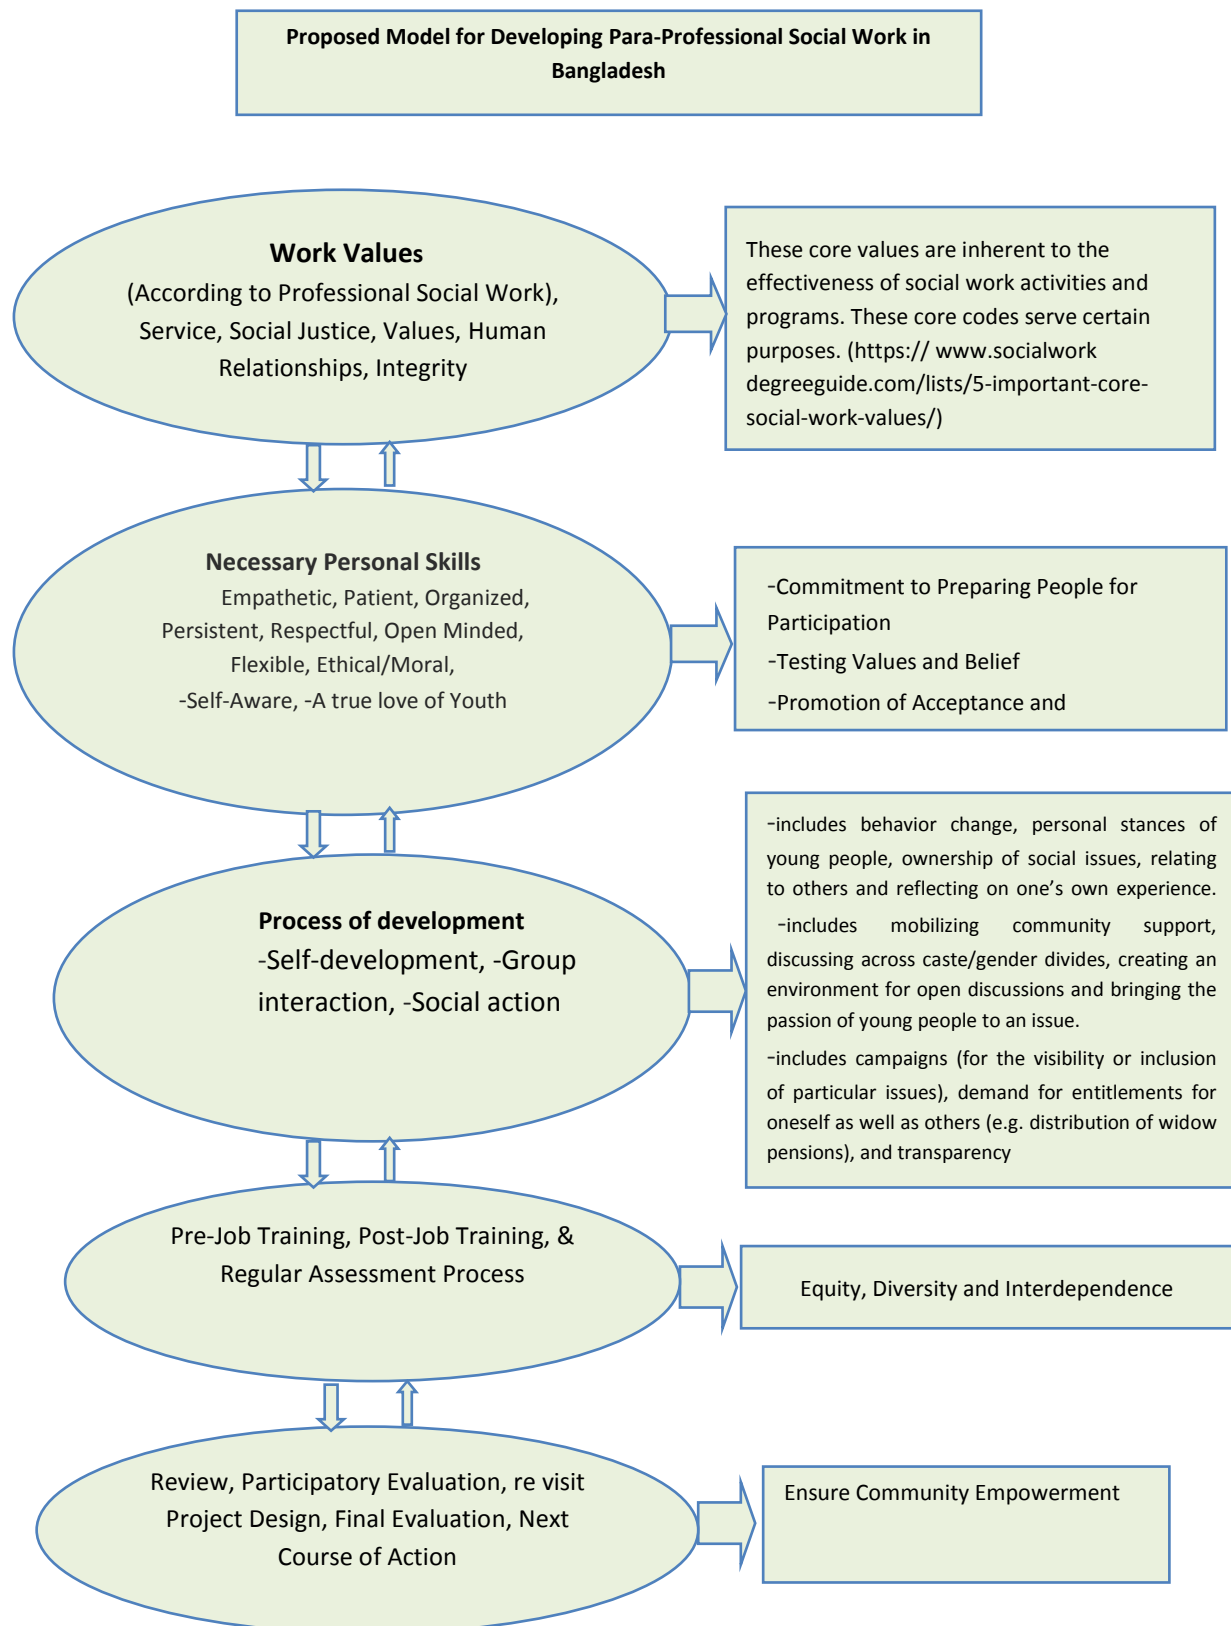 Proposed Model for Developing Para-Professional Social Work in
Bangladesh
Work Values
(According to Professional Social Work),
Service, Social Justice, Values, Human
Relationships, Integrity
These core values are inherent to the
effectiveness of social work activities and
programs. These core codes serve certain
purposes. (https:// www.socialwork
degreeguide.com/lists/5-important-core-
social-work-values/)
Necessary Personal Skills
Empathetic, Patient, Organized,
Persistent, Respectful, Open Minded,
Flexible, Ethical/Moral,
-Self-Aware, -A true love of Youth
-Commitment to Preparing People for
Participation
-Testing Values and Belief
-Promotion of Acceptance and
Process of development
-Self-development, -Group
interaction, -Social action
-includes behavior change, personal stances of
young people, ownership of social issues, relating
to others and reflecting on one’s own experience.
-includes mobilizing community support,
discussing across caste/gender divides, creating an
environment for open discussions and bringing the
passion of young people to an issue.
-includes campaigns (for the visibility or inclusion
of particular issues), demand for entitlements for
oneself as well as others (e.g. distribution of widow
pensions), and transparency
Pre-Job Training, Post-Job Training, &
Regular Assessment Process
Equity, Diversity and Interdependence
Review, Participatory Evaluation, re visit
Project Design, Final Evaluation, Next
Course of Action
Ensure Community Empowerment